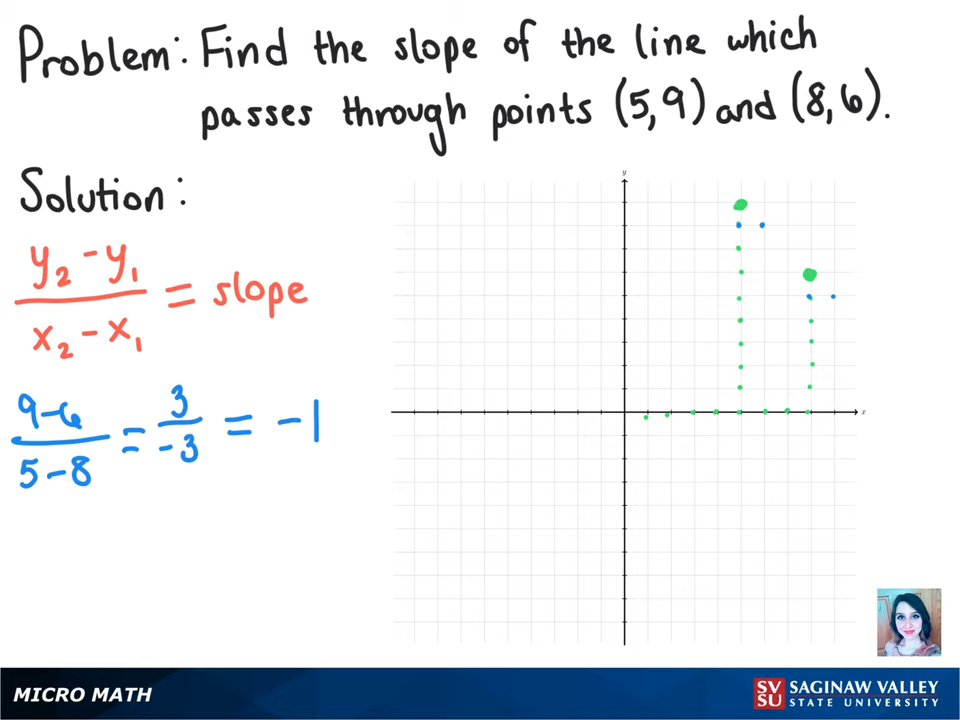 Problem: Find the slope of the line which
passes through points (5,9) and (8,6).
Solution:
y₂ - y₁
x₂ - x₁
= slope
9-6
5-8
=
3
-3
= -1
y
x
MICRO MATH
SV
SU
SAGINAW VALLEY
STATE UNIVERSITY